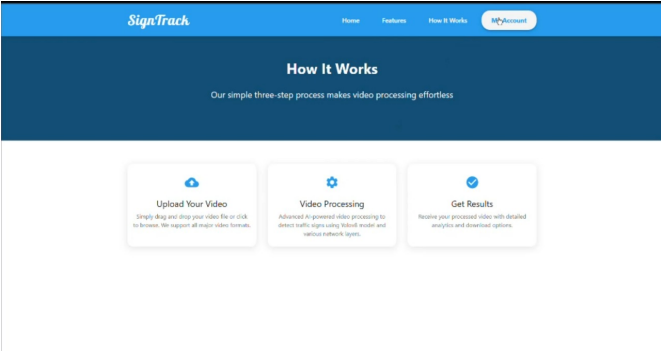 SignTrack
Home
Features
How It Works
My Account
How It Works
Our simple three-step process makes video processing effortless
Upload Your Video
Simply drag and drop your video file or click
to browse. We support all major video formats.
Video Processing
Advanced AI-powered video processing to
detect traffic signs using Yolov8 model and
various network layers.
Get Results
Receive your processed video with detailed
analytics and download options.